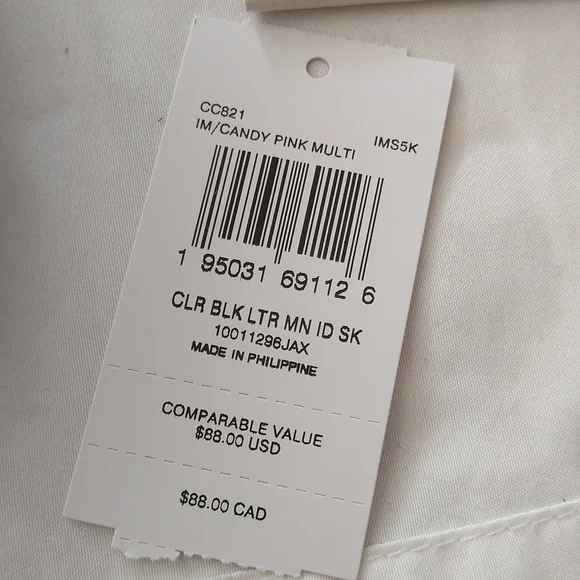 CC821
IM/CANDY PINK MULTI IMS5K
1 95031 69112 6
CLR BLK LTR MN ID SK
10011296JAX
MADE IN PHILIPPINE
COMPARABLE VALUE
$88.00 USD
$88.00 CAD